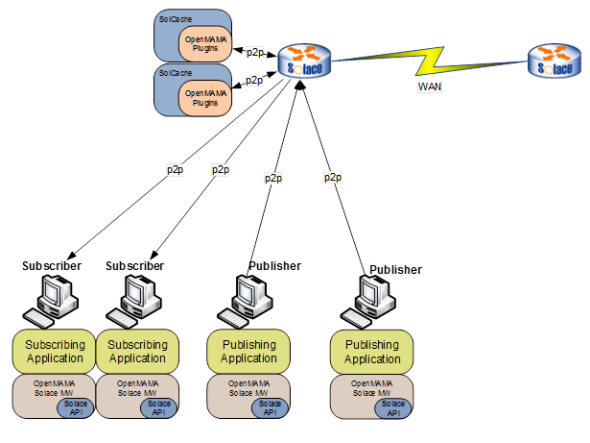 SolCache
OpenMAMA
Plugins
SolCache
OpenMAMA
Plugins
p2p
p2p
Solace
Solace
WAN
p2p
p2p
p2p
p2p
Subscriber
Subscriber
Publisher
Publisher
Subscribing
Application
Subscribing
Application
Publishing
Application
Publishing
Application
OpenMAMA
Solace MW
Solace
API
OpenMAMA
Solace MW
Solace
API
OpenMAMA
Solace MW
Solace
API
OpenMAMA
Solace MW
Solace
API